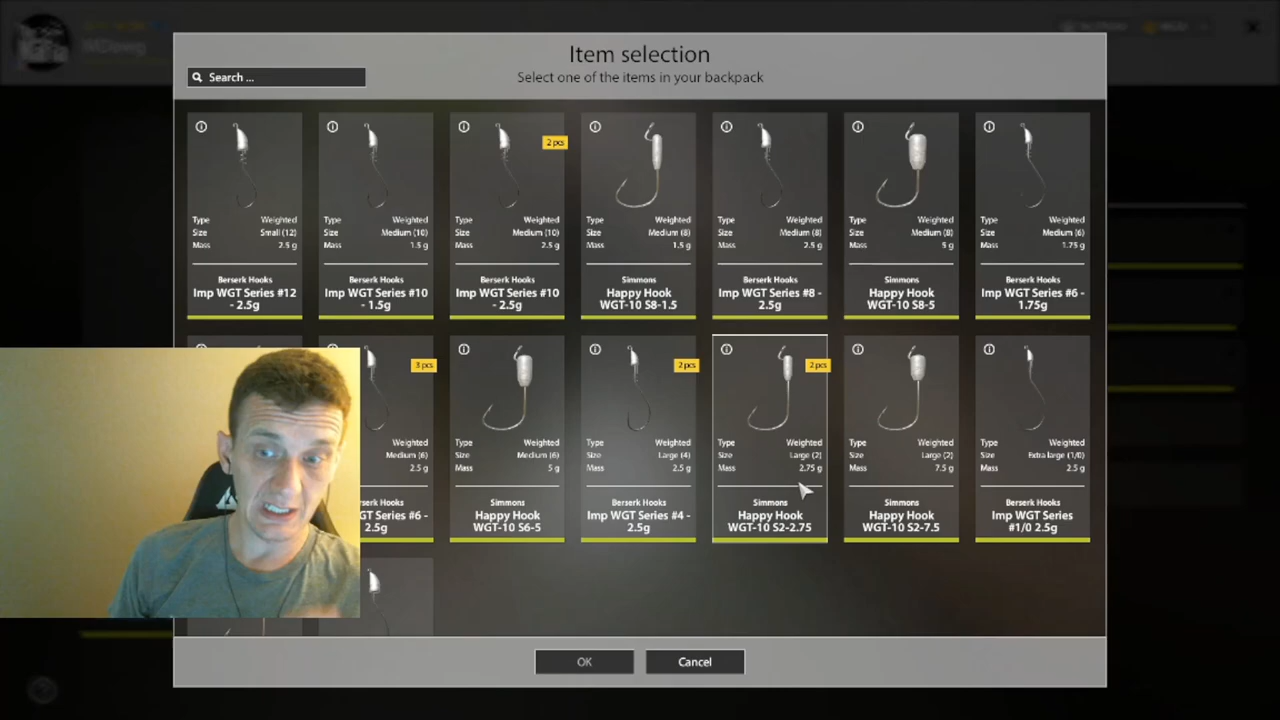 Item selection
Search ...
Select one of the items in your backpack
Type Weighted
Size Small (12)
Mass 2.5 g
Berserk Hooks
Imp WGT Series #12
- 2.5g
Type Weighted
Size Medium (10)
Mass 1.5 g
Berserk Hooks
Imp WGT Series #10
- 1.5g
2 pcs
Type Weighted
Size Medium (10)
Mass 2.5 g
Berserk Hooks
Imp WGT Series #10
- 2.5g
Type Weighted
Size Medium (8)
Mass 1.5 g
Simmons
Happy Hook
WGT-10 S8-1.5
Type Weighted
Size Medium (8)
Mass 2.5 g
Berserk Hooks
Imp WGT Series #8 -
2.5g
Type Weighted
Size Medium (8)
Mass 5 g
Simmons
Happy Hook
WGT-10 S8-5
Type Weighted
Size Medium (6)
Mass 1.75 g
Berserk Hooks
Imp WGT Series #6 -
1.75g
3 pcs
Weighted
Medium (6)
2.5 g
Hooks
Series #6 -
2.5g
Type Weighted
Size Medium (6)
Mass 5 g
Simmons
Happy Hook
WGT-10 S6-5
2 pcs
Type Weighted
Size Large (4)
Mass 2.5 g
Berserk Hooks
Imp WGT Series #4 -
2.5g
2 pcs
Type Weighted
Size Large (2)
Mass 2.75 g
Simmons
Happy Hook
WGT-10 S2-2.75
Type Weighted
Size Large (2)
Mass 7.5 g
Simmons
Happy Hook
WGT-10 S2-7.5
Type Weighted
Size Extra large (1/0)
Mass 2.5 g
Berserk Hooks
Imp WGT Series
#1/0 2.5g
OK
Cancel